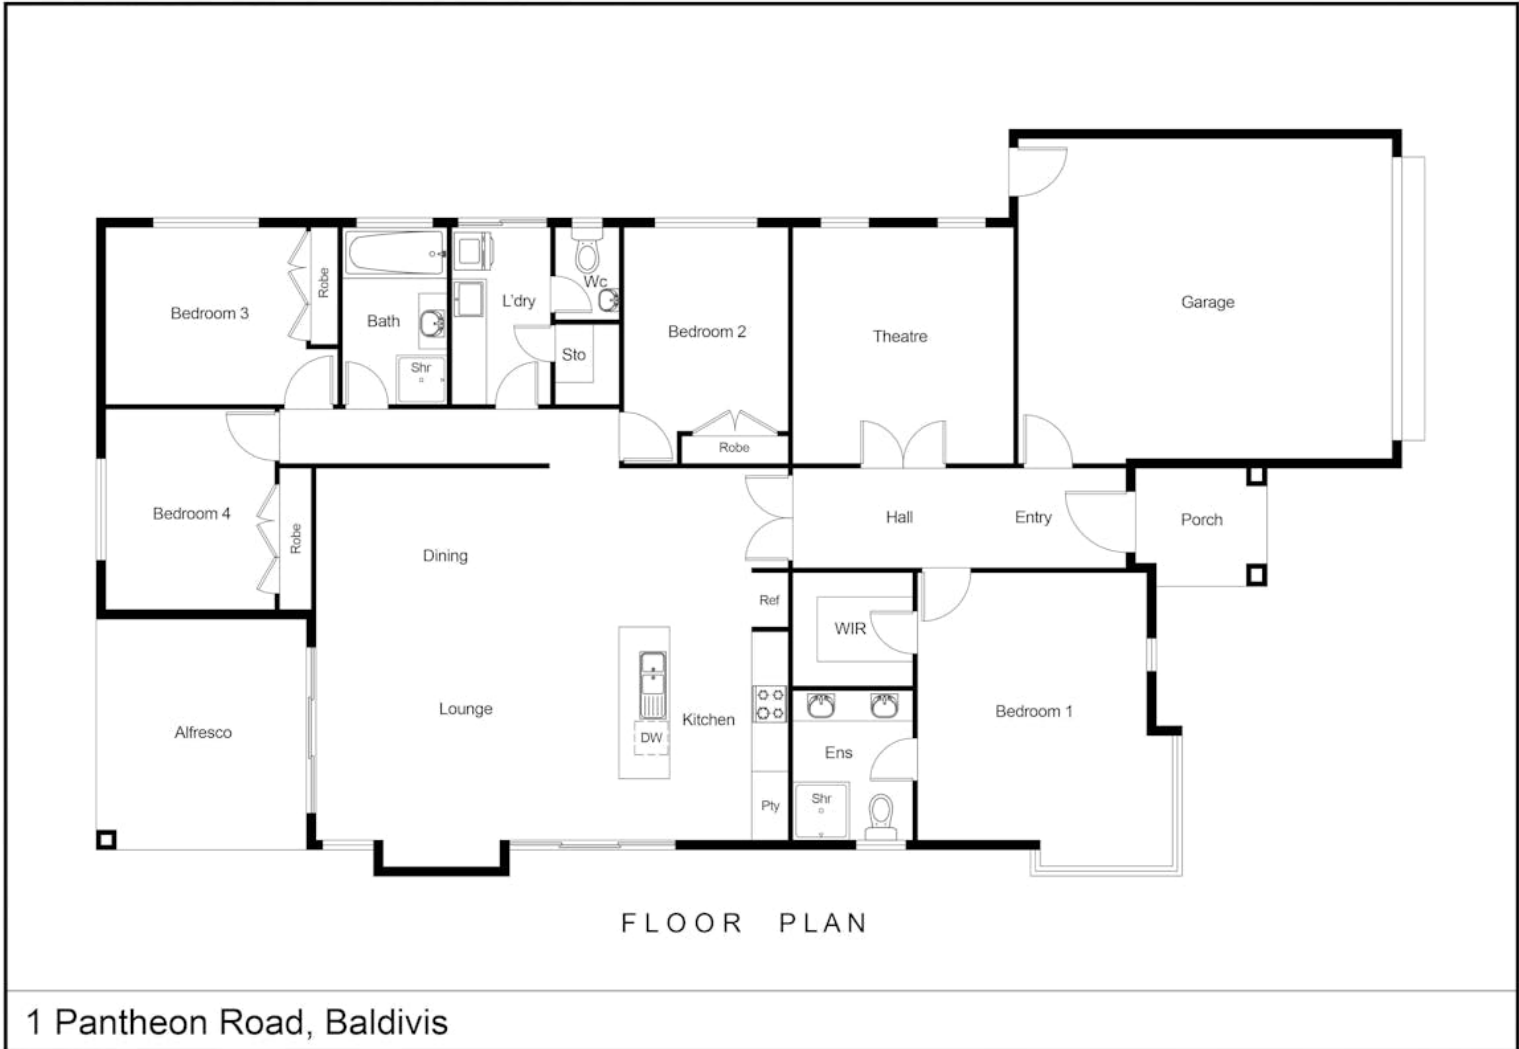 Garage
Robe
Bedroom 3
Bath
Shr
L'dry
Wc
Sto
Bedroom 2
Robe
Theatre
Bedroom 4
Robe
Dining
Hall
Entry
Porch
Ref
WIR
Lounge
Kitchen
DW
Pty
Ens
Shr
Bedroom 1
Alfresco
FLOOR PLAN
1 Pantheon Road, Baldivis